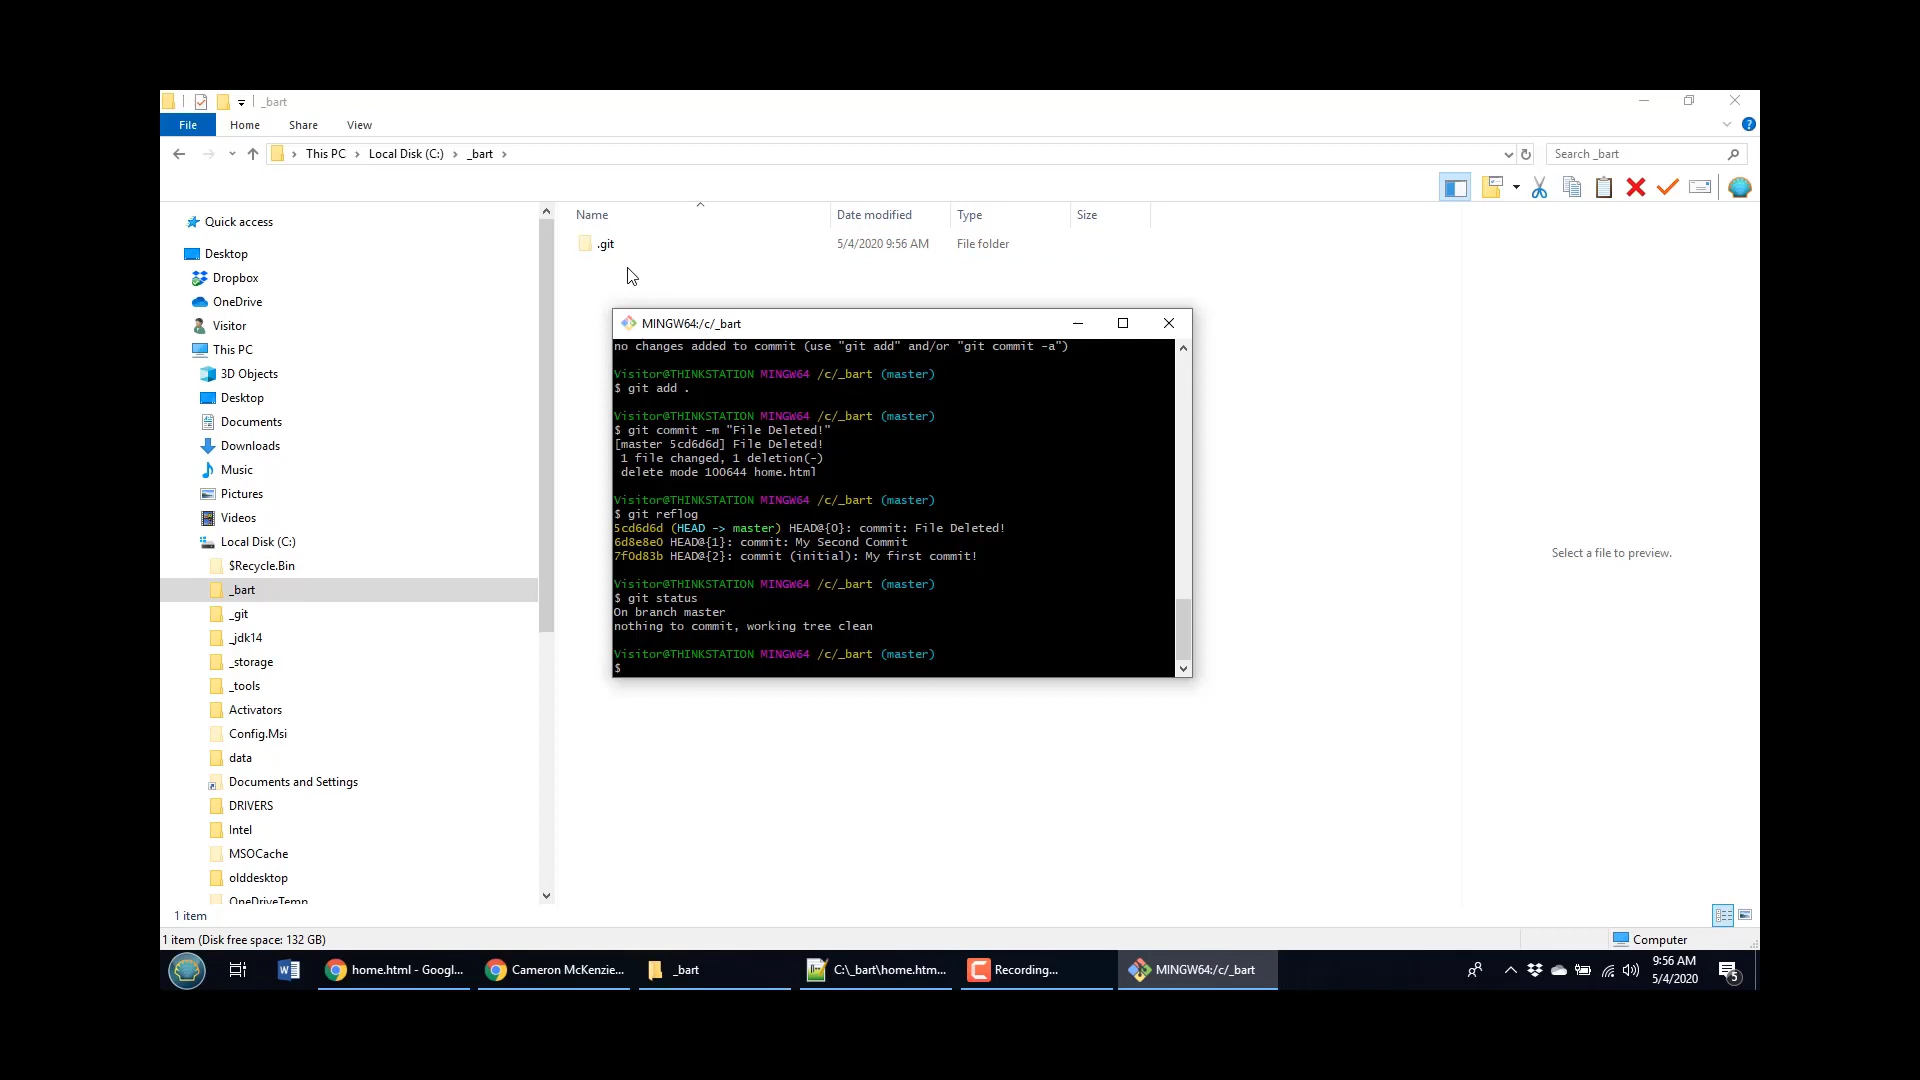 _bart
File
Home
Share
View
This PC
Local Disk (C:)
_bart
Search _bart
Quick access
Desktop
Dropbox
OneDrive
Visitor
This PC
3D Objects
Desktop
Documents
Downloads
Music
Pictures
Videos
Local Disk (C:)
$Recycle.Bin
_bart
_git
_jdk14
_storage
_tools
Activators
Config.Msi
data
Documents and Settings
DRIVERS
Intel
MSOCache
olddesktop
OneDriveTemp
Name
Date modified
Type
Size
.git
5/4/2020 9:56 AM
File folder
MINGW64:/c/_bart
no changes added to commit (use "git add" and/or "git commit -a")
Visitor@THINKSTATION MINGW64 /c/_bart (master)
$ git add .
Visitor@THINKSTATION MINGW64 /c/_bart (master)
$ git commit -m "File Deleted!"
[master 5cd6d6d] File Deleted!
1 file changed, 1 deletion(-)
delete mode 100644 home.html
Visitor@THINKSTATION MINGW64 /c/_bart (master)
$ git reflog
5cd6d6d (HEAD -> master) HEAD@{0}: commit: File Deleted!
6d8e8e0 HEAD@{1}: commit: My Second Commit
7f0d83b HEAD@{2}: commit (initial): My first commit!
Visitor@THINKSTATION MINGW64 /c/_bart (master)
$ git status
On branch master
nothing to commit, working tree clean
Visitor@THINKSTATION MINGW64 /c/_bart (master)
$
Select a file to preview.
1 item
1 item (Disk free space: 132 GB)
Computer
home.html - Googl...
Cameron McKenzie...
_bart
C:\_bart\home.htm...
Recording...
MINGW64:/c/_bart
9:56 AM
5/4/2020
5